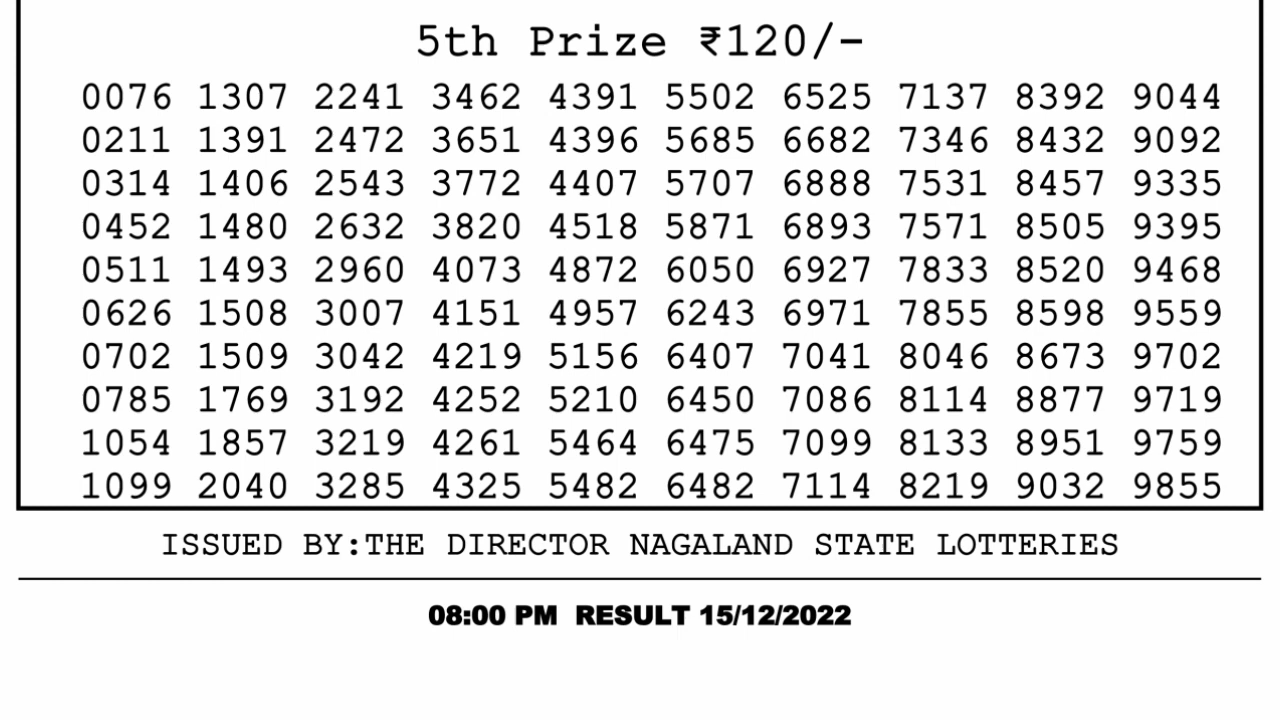 5th Prize ₹120/-
0076 1307 2241 3462 4391 5502 6525 7137 8392 9044
0211 1391 2472 3651 4396 5685 6682 7346 8432 9092
0314 1406 2543 3772 4407 5707 6888 7531 8457 9335
0452 1480 2632 3820 4518 5871 6893 7571 8505 9395
0511 1493 2960 4073 4872 6050 6927 7833 8520 9468
0626 1508 3007 4151 4957 6243 6971 7855 8598 9559
0702 1509 3042 4219 5156 6407 7041 8046 8673 9702
0785 1769 3192 4252 5210 6450 7086 8114 8877 9719
1054 1857 3219 4261 5464 6475 7099 8133 8951 9759
1099 2040 3285 4325 5482 6482 7114 8219 9032 9855
ISSUED BY:THE DIRECTOR NAGALAND STATE LOTTERIES
08:00 PM RESULT 15/12/2022